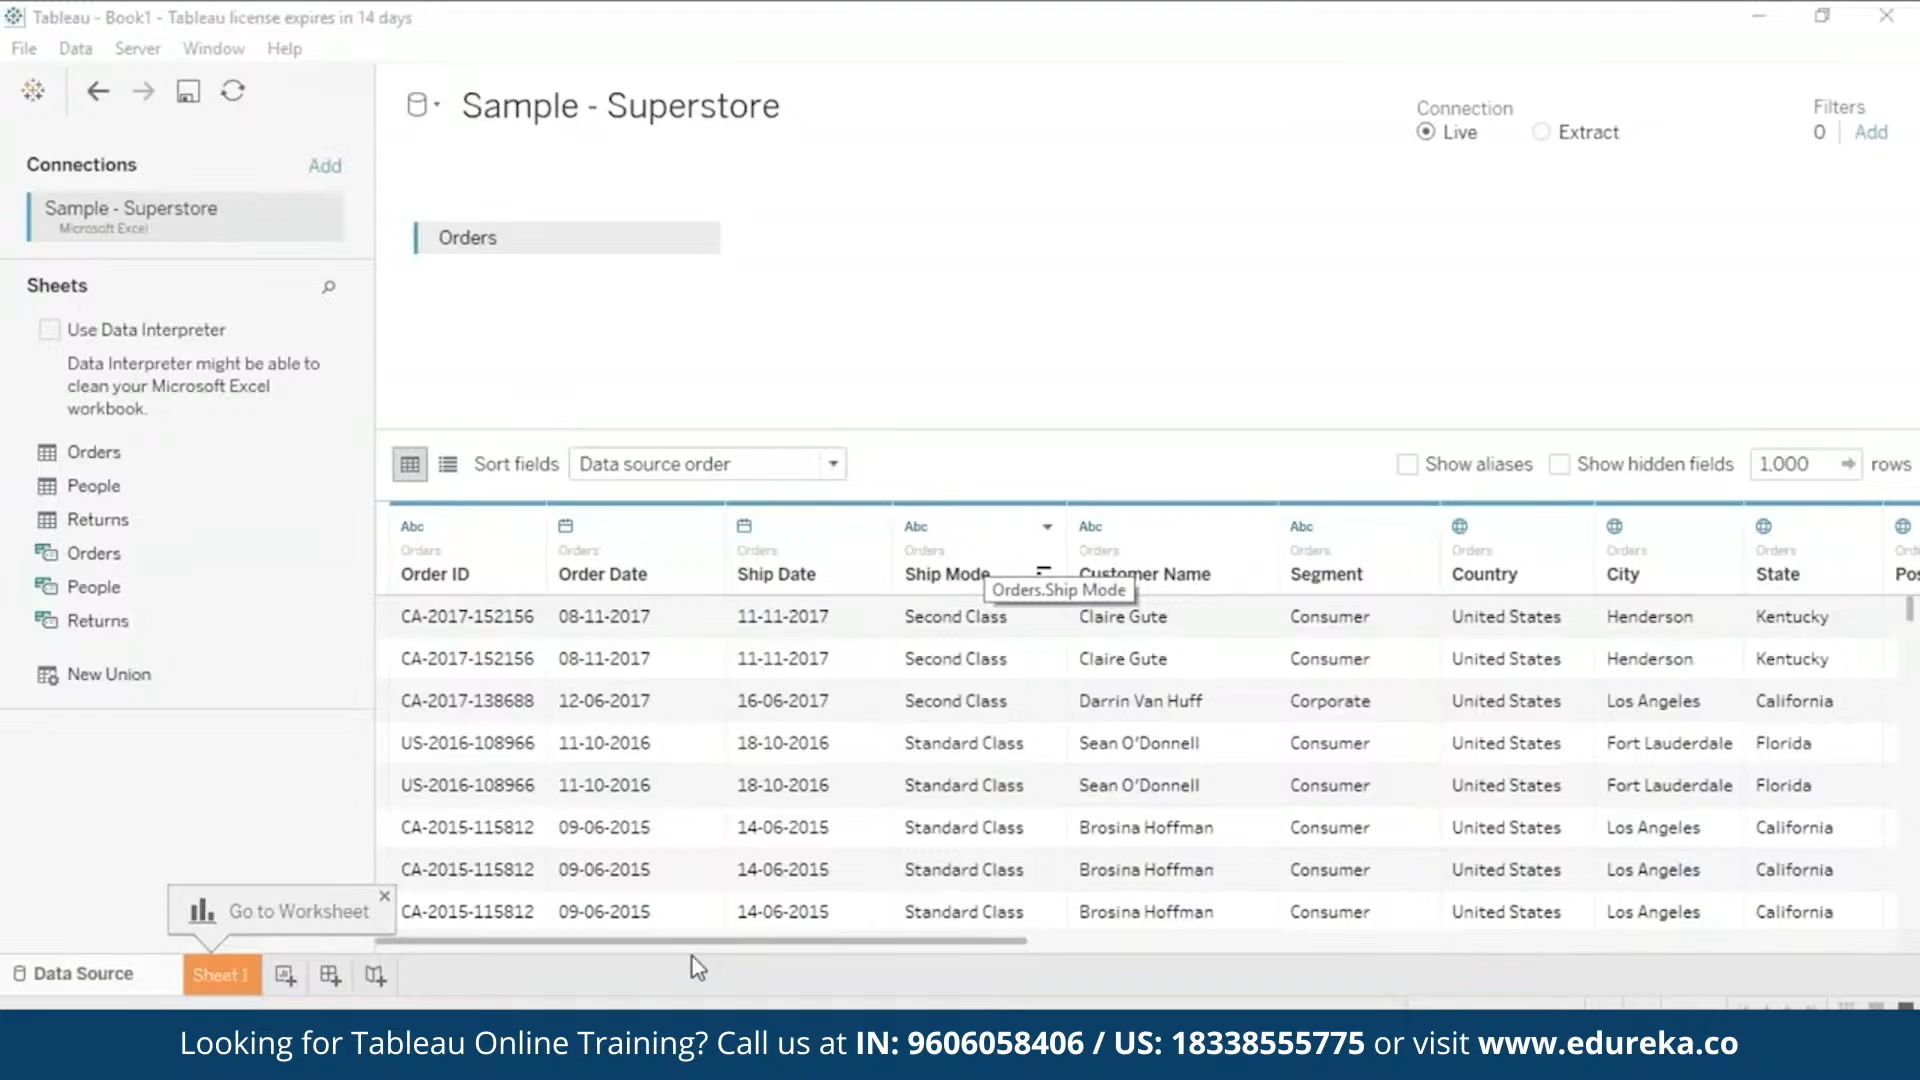 Tableau - Book1 - Tableau license expires in 14 days
File Data Server Window Help
Connections Add
Sample - Superstore
Microsoft Excel
Sheets
Use Data Interpreter
Data Interpreter might be able to
clean your Microsoft Excel
workbook.
Orders
People
Returns
Orders
People
Returns
New Union
Sample - Superstore
Connection
Live Extract
Filters
0 Add
Orders
Sort fields Data source order Show aliases Show hidden fields 1,000 rows
Abc Abc Abc Abc
Orders Orders Orders Orders Orders Orders Orders Orders Orders
Order ID Order Date Ship Date Ship Mode Customer Name Segment Country City State
Orders.Ship Mode
CA-2017-152156 08-11-2017 11-11-2017 Second Class Claire Gute Consumer United States Henderson Kentucky
CA-2017-152156 08-11-2017 11-11-2017 Second Class Claire Gute Consumer United States Henderson Kentucky
CA-2017-138688 12-06-2017 16-06-2017 Second Class Darrin Van Huff Corporate United States Los Angeles California
US-2016-108966 11-10-2016 18-10-2016 Standard Class Sean O'Donnell Consumer United States Fort Lauderdale Florida
US-2016-108966 11-10-2016 18-10-2016 Standard Class Sean O'Donnell Consumer United States Fort Lauderdale Florida
CA-2015-115812 09-06-2015 14-06-2015 Standard Class Brosina Hoffman Consumer United States Los Angeles California
CA-2015-115812 09-06-2015 14-06-2015 Standard Class Brosina Hoffman Consumer United States Los Angeles California
CA-2015-115812 09-06-2015 14-06-2015 Standard Class Brosina Hoffman Consumer United States Los Angeles California
Go to Worksheet
Data Source Sheet 1
Looking for Tableau Online Training? Call us at IN: 9606058406 / US: 18338555775 or visit www.edureka.co